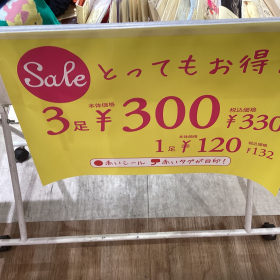 Sale とってもお得
本体価格 税込価格
3足 ¥300 ¥330
本体価格 税込価格
1足 ¥120 ¥132
赤いシール 赤いタグが目印!